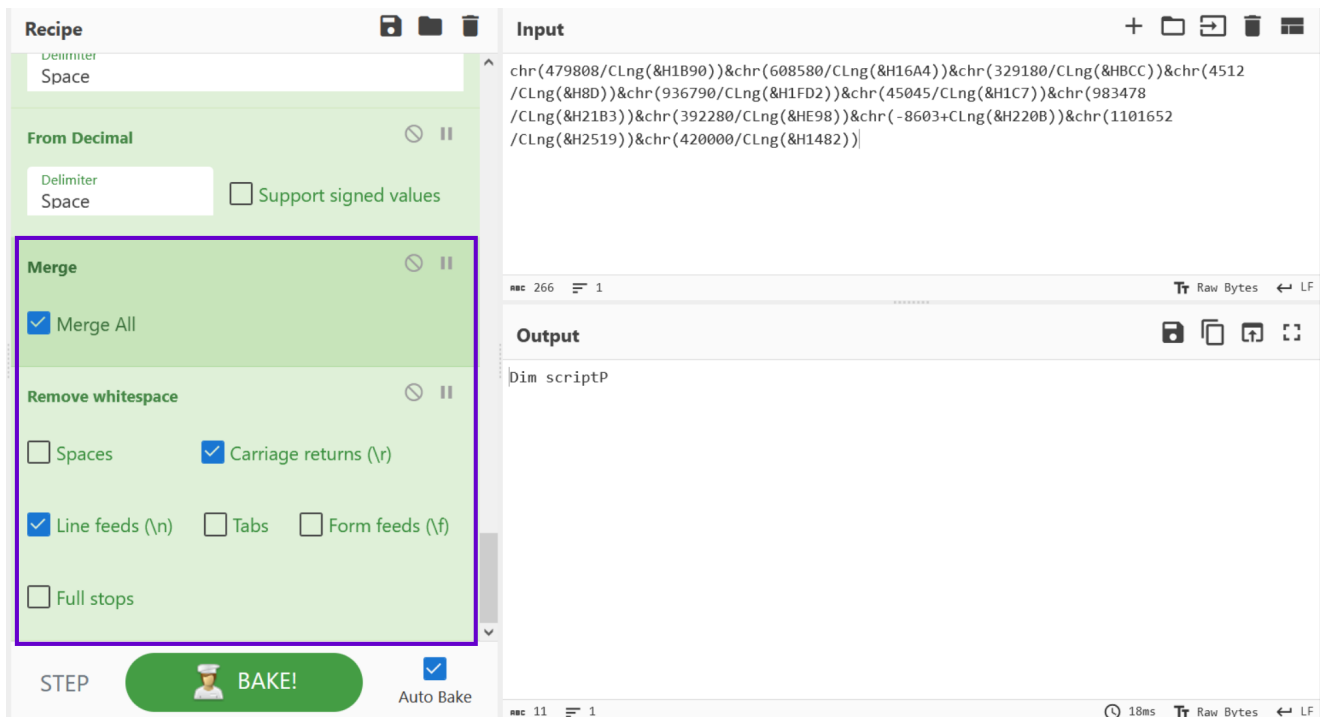 Recipe
Delimiter
Space
From Decimal
Delimiter
Space
Support signed values
Merge
Merge All
Remove whitespace
Spaces
Carriage returns (\r)
Line feeds (\n)
Tabs
Form feeds (\f)
Full stops
STEP
BAKE!
Auto Bake
Input
chr(479808/CLng(&H1B90))&chr(608580/CLng(&H16A4))&chr(329180/CLng(&HBCC))&chr(4512
/CLng(&H8D))&chr(936790/CLng(&H1FD2))&chr(45045/CLng(&H1C7))&chr(983478
/CLng(&H21B3))&chr(392280/CLng(&HE98))&chr(-8603+CLng(&H220B))&chr(1101652
/CLng(&H2519))&chr(420000/CLng(&H1482))
ABC 266 1
Tт Raw Bytes LF
Output
Dim scriptP
ABC 11 1
18ms Tт Raw Bytes LF